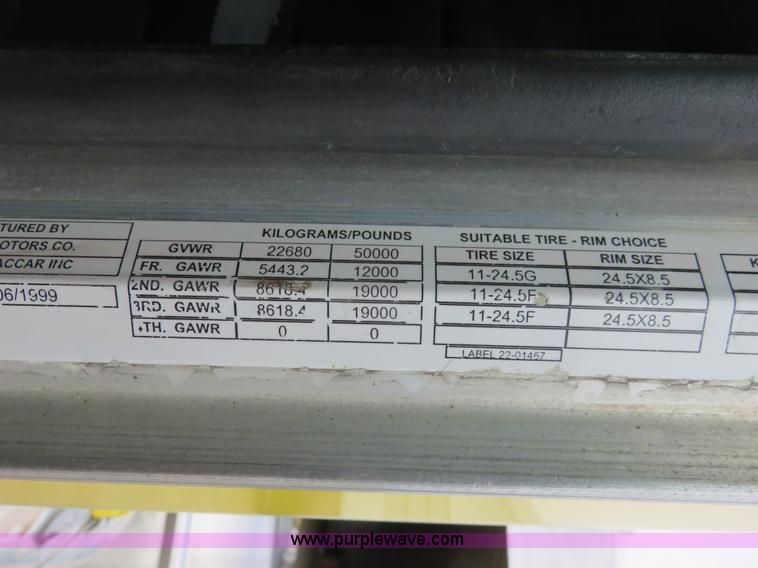 TURED BY
OTORS CO.
ACCAR INC
06/1999
KILOGRAMS/POUNDS
GVWR 22680 50000
FR. GAWR 5443.2 12000
2ND. GAWR 8618.4 19000
3RD. GAWR 8618.4 19000
4TH. GAWR 0 0
SUITABLE TIRE - RIM CHOICE
TIRE SIZE RIM SIZE
11-24.5G 24.5X8.5
11-24.5F 24.5X8.5
11-24.5F 24.5X8.5
LABEL 22-01457
K
www.purplewave.com